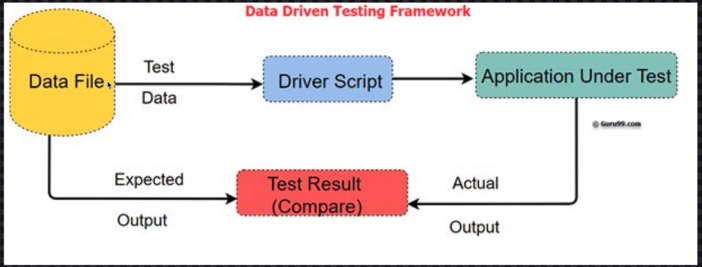 Data Driven Testing Framework
Data File
Test
Data
Driver Script
Application Under Test
© Guru99.com
Expected
Output
Test Result
(Compare)
Actual
Output